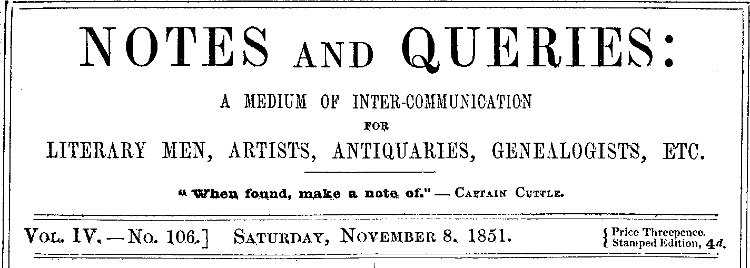 NOTES AND QUERIES:
A MEDIUM OF INTER-COMMUNICATION
FOR
LITERARY MEN, ARTISTS, ANTIQUARIES, GENEALOGISTS, ETC.
"When found, make a note of." — CAPTAIN CUTTLE.
VOL. IV. — No. 106.] SATURDAY, NOVEMBER 8. 1851. { Price Threepence.
{ Stamped Edition, 4d.